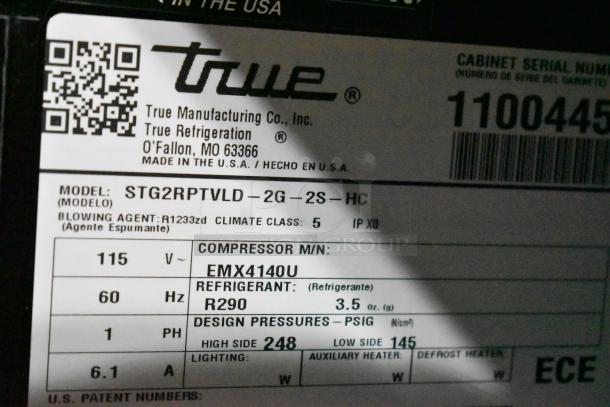 IN THE USA
true ®
CABINET SERIAL NUM
(NÚMERO DE SERIE DEL GABINETE)
1100445
True Manufacturing Co., Inc.
True Refrigeration ®
O'Fallon, MO 63366
MADE IN THE U.S.A. / HECHO EN U.S.A.
MODEL: STG2RPTVLD-2G-2S-HC
(MODELO)
BLOWING AGENT: R1233zd CLIMATE CLASS: 5 IP X0
(Agente Espumante)
GROUP
115 V~ COMPRESSOR M/N:
EMX4140U
60 Hz REFRIGERANT: (Refrigerante)
R290 3.5 Oz. (g)
1 PH DESIGN PRESSURES-PSIG (N/sm²)
HIGH SIDE 248 LOW SIDE 145
6.1 A LIGHTING: W AUXILIARY HEATER: W DEFROST HEATER W
ECE
U.S. PATENT NUMBERS: